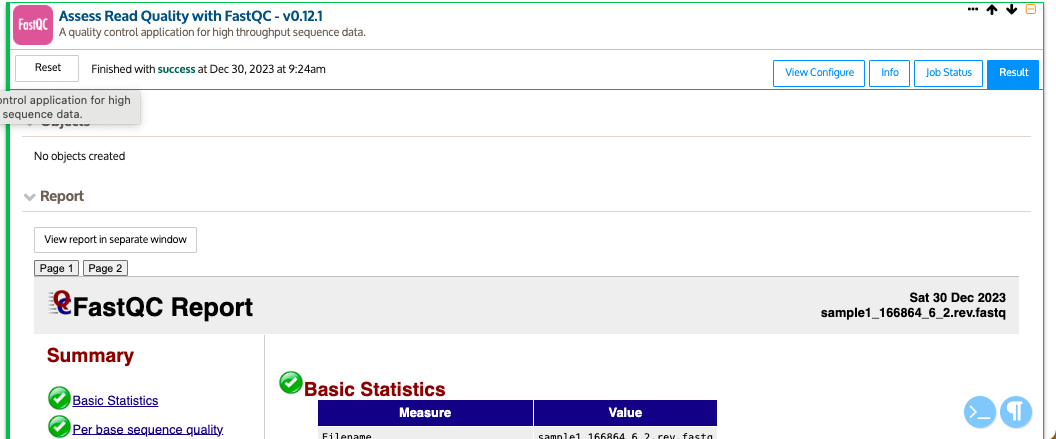 FastQC
Assess Read Quality with FastQC - v0.12.1
A quality control application for high throughput sequence data.
Reset
Finished with success at Dec 30, 2023 at 9:24am
View Configure
Info
Job Status
Result
ontrol application for high
sequence data.
Objects
No objects created
Report
View report in separate window
Page 1
Page 2
FastQC Report
Sat 30 Dec 2023
sample1_166864_6_2.rev.fastq
Summary
Basic Statistics
Per base sequence quality
Basic Statistics
Measure Value
Filename sample1_166864_6_2.rev.fastq